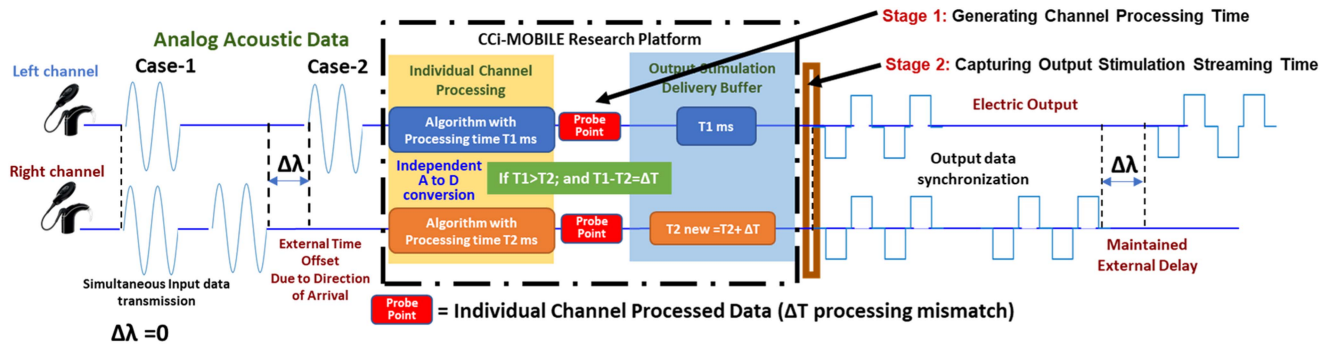 Stage 1: Generating Channel Processing Time
Analog Acoustic Data
CCi-MOBILE Research Platform
Left channel
Case-1
Case-2
Individual Channel
Processing
Output Stimulation
Delivery Buffer
Stage 2: Capturing Output Stimulation Streaming Time
Algorithm with
Processing time T1 ms
Probe
Point
T1 ms
Electric Output
Right channel
Δλ
Independent
A to D
conversion
If T1>T2; and T1-T2=ΔT
Output data
synchronization
Δλ
Algorithm with
Processing time T2 ms
Probe
Point
T2 new =T2+ ΔT
Simultaneous Input data
transmission
External Time
Offset
Due to Direction
of Arrival
Maintained
External Delay
Δλ =0
Probe
Point
= Individual Channel Processed Data (ΔT processing mismatch)